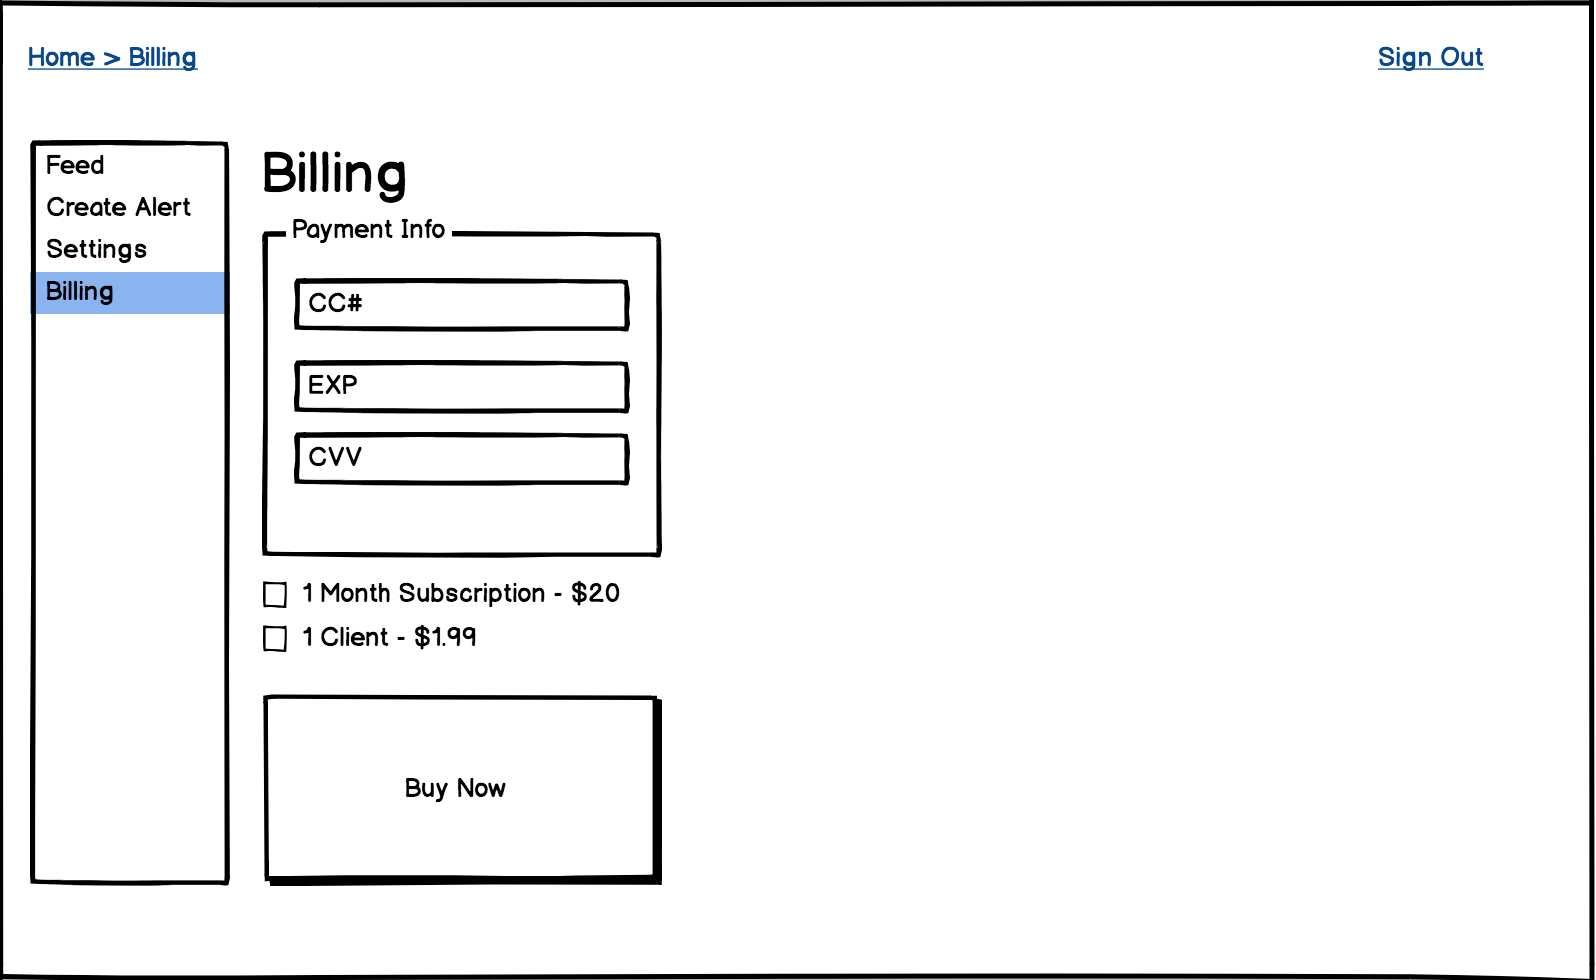 Home > Billing
Sign Out
Feed
Create Alert
Settings
Billing
Billing
Payment Info
CC#
EXP
CVV
1 Month Subscription - $20
1 Client - $1.99
Buy Now